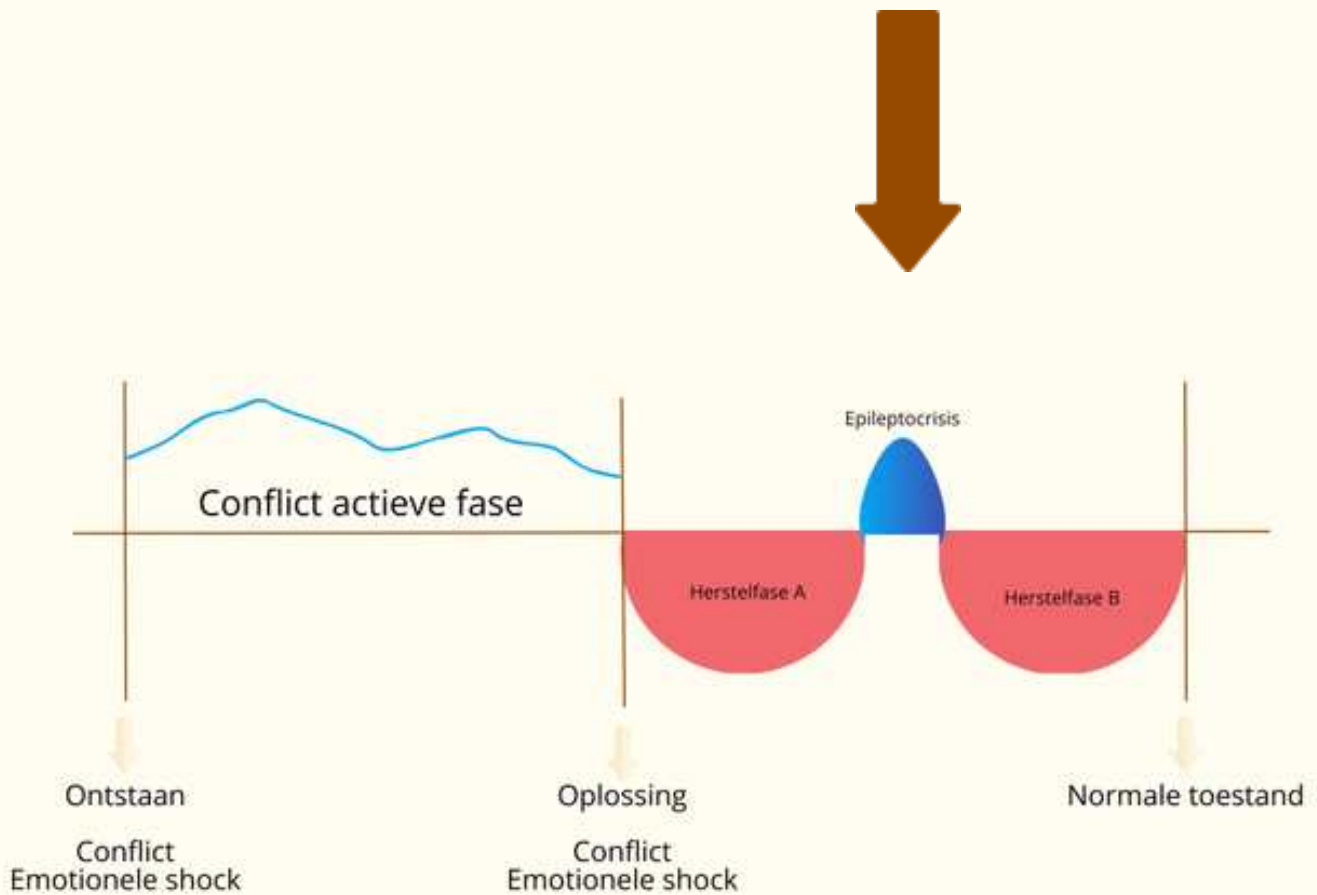 Epileptocrisis
Conflict actieve fase
Herstelfase A
Herstelfase B
Ontstaan
Conflict
Emotionele shock
Oplossing
Conflict
Emotionele shock
Normale toestand